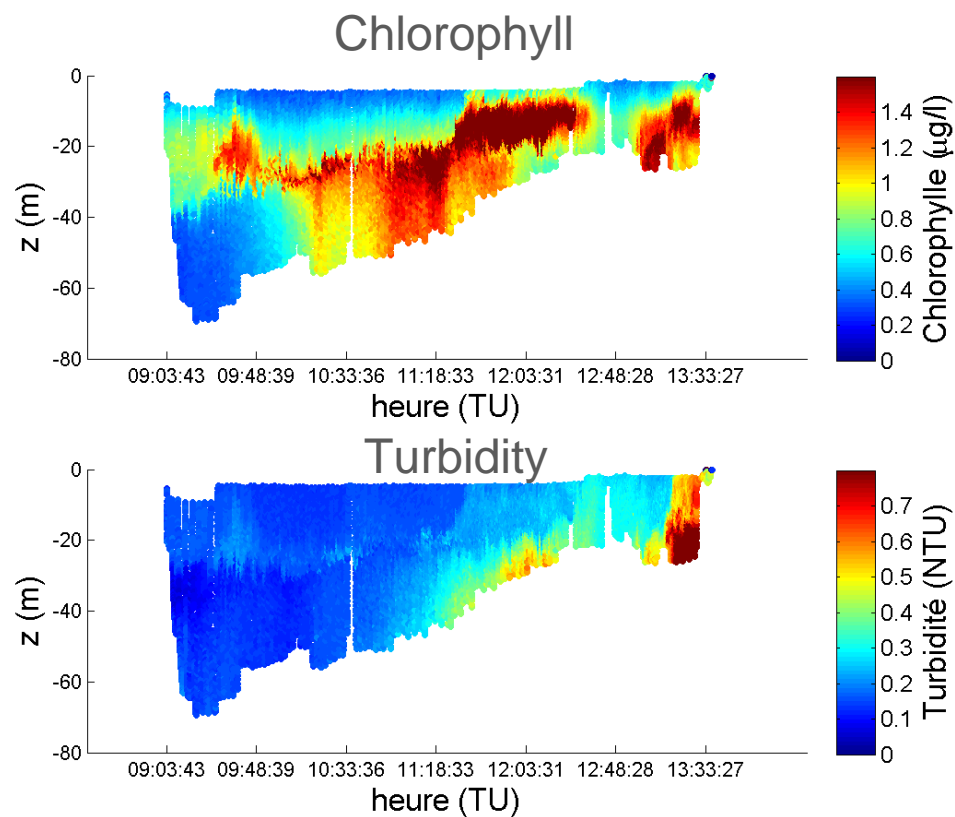 Chlorophyll
0
-20
-40
-60
-80
z (m)
09:03:43 09:48:39 10:33:36 11:18:33 12:03:31 12:48:28 13:33:27
heure (TU)
1.4
1.2
1
0.8
0.6
0.4
0.2
0
Chlorophylle (µg/l)
Turbidity
0
-20
-40
-60
-80
z (m)
09:03:43 09:48:39 10:33:36 11:18:33 12:03:31 12:48:28 13:33:27
heure (TU)
0.7
0.6
0.5
0.4
0.3
0.2
0.1
0
Turbidité (NTU)